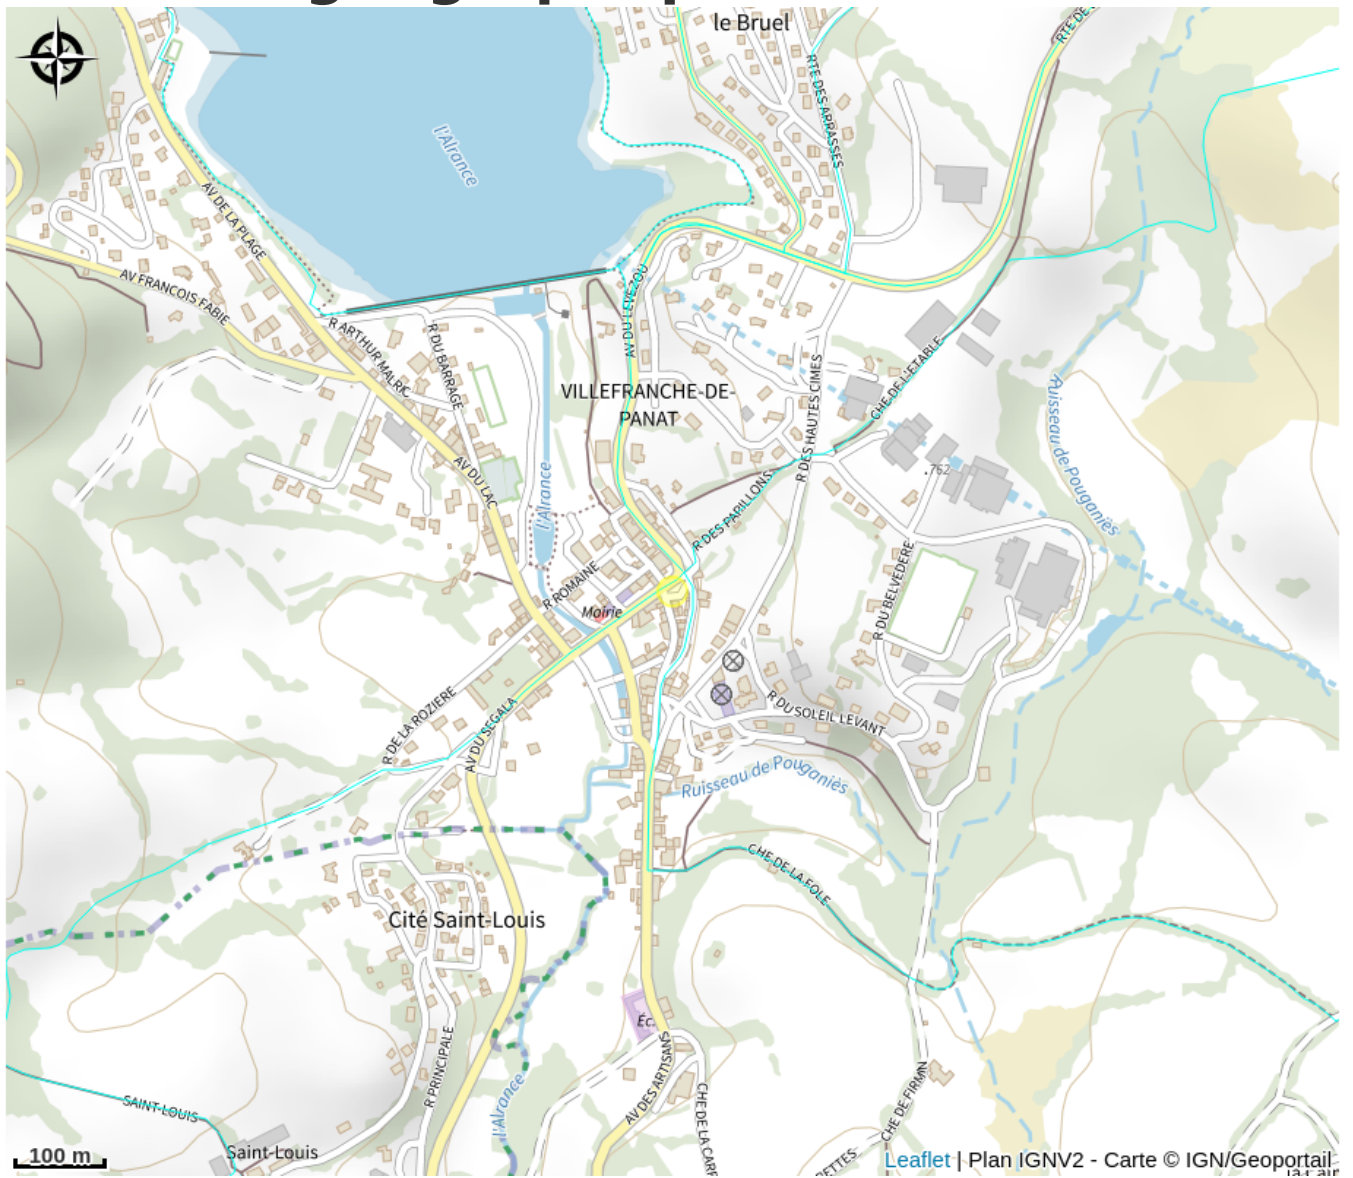 le Bruel
RTE DES ARRASSES
l'Alrance
AV DE LA PLAGE
AV FRANCOIS FABIE
R ARTHUR MALRIC
R DU BARRAGE
AV DU LEVEZOU
VILLEFRANCHE-DE-
PANAT
R DES HAUTES CIMES
CHE DE L'ETABLE
Ruisseau de Pouganiès
.762
AV DU LAC
l'Alrance
R DES PAPILLONS
R ROMAINE
Mairie
R DU BELVEDERE
R DE LA ROZIERE
AV DU SEGALA
R DU SOLEIL LEVANT
Ruisseau de Pouganiès
CHE DE LA FOLE
Cité Saint-Louis
Éc.
R PRINCIPALE
AV DES ARTISANS
l'Alrance
CHE DE FIRMIN
SAINT-LOUIS
Saint-Louis
100 m
Leaflet | Plan IGNV2 - Carte © IGN/Geoportail